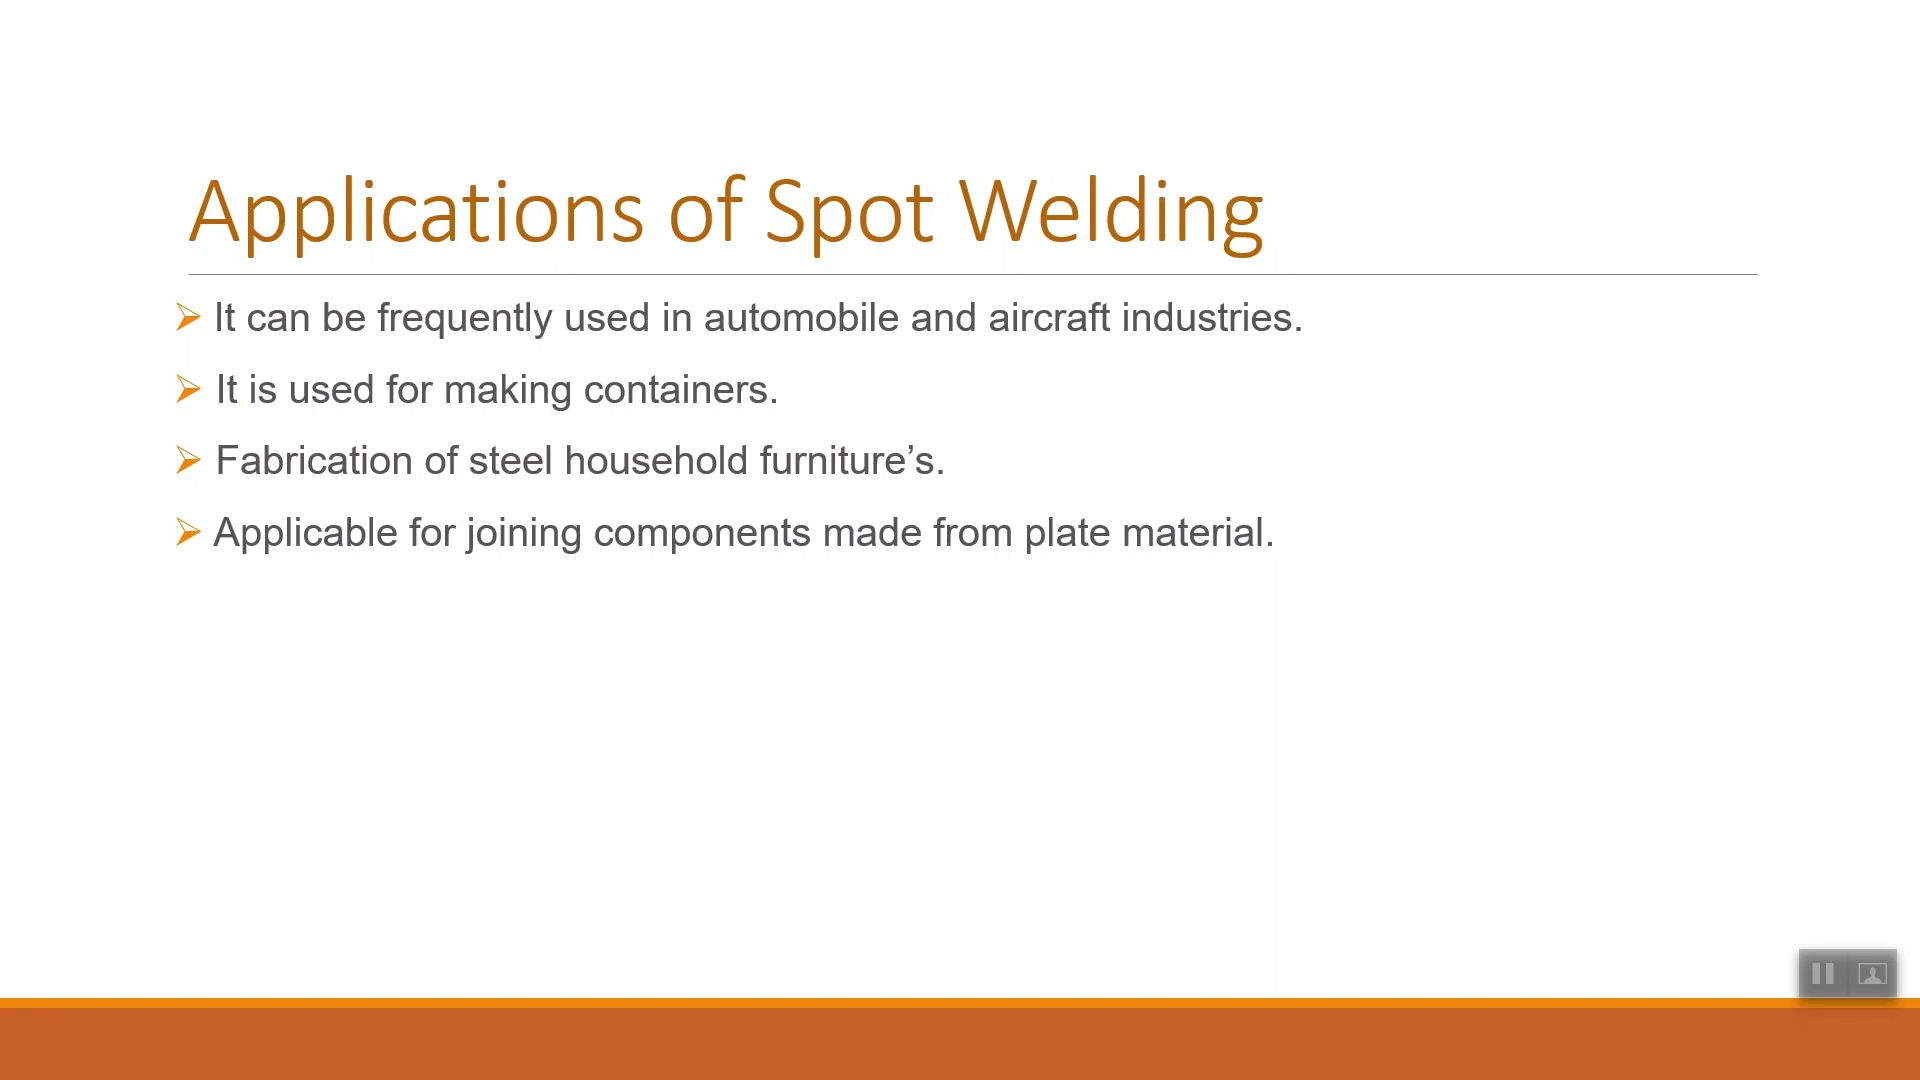 Applications of Spot Welding
It can be frequently used in automobile and aircraft industries.
It is used for making containers.
Fabrication of steel household furniture’s.
Applicable for joining components made from plate material.